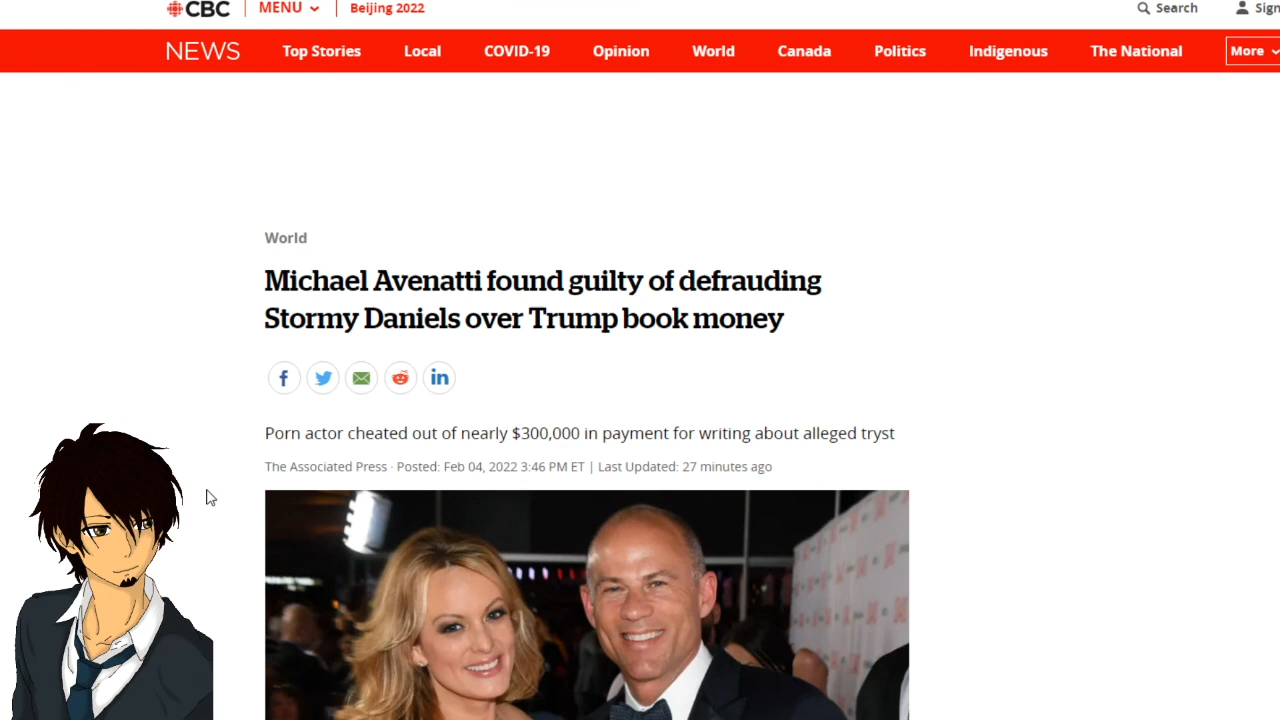 CBC MENU Beijing 2022 Search Sign
NEWS Top Stories Local COVID-19 Opinion World Canada Politics Indigenous The National More
World
Michael Avenatti found guilty of defrauding
Stormy Daniels over Trump book money
f in
Porn actor cheated out of nearly $300,000 in payment for writing about alleged tryst
The Associated Press · Posted: Feb 04, 2022 3:46 PM ET | Last Updated: 27 minutes ago